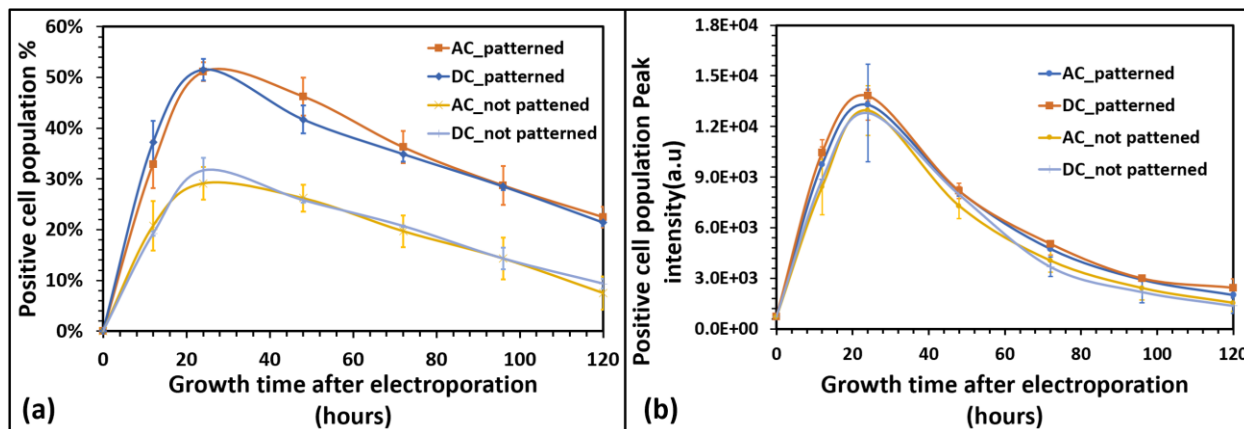 60%
50%
40%
30%
20%
10%
0%
Positive cell population %
AC_patterned
DC_patterned
AC_not pattened
DC_not patterned
0
20
40
60
80
100
120
Growth time after electroporation
(hours)
(a)
1.8E+04
1.5E+04
1.2E+04
9.0E+03
6.0E+03
3.0E+03
0.0E+00
Positive cell population Peak
intensity(a.u)
AC_patterned
DC_patterned
AC_not pattened
DC_not patterned
0
20
40
60
80
100
120
Growth time after electroporation
(hours)
(b)